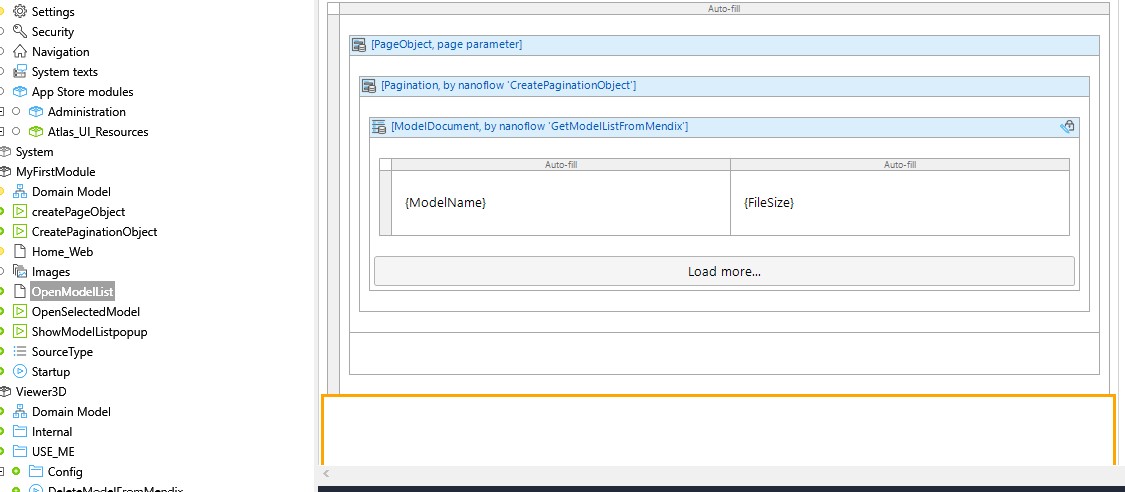 Settings
Security
Navigation
System texts
App Store modules
Administration
Atlas_UI_Resources
System
MyFirstModule
Domain Model
createPageObject
CreatePaginationObject
Home_Web
Images
OpenModelList
OpenSelectedModel
ShowModelListpopup
SourceType
Startup
Viewer3D
Domain Model
Internal
USE_ME
Config
DeleteModelFromMendix
Auto-fill
[PageObject, page parameter]
[Pagination, by nanoflow 'CreatePaginationObject']
[ModelDocument, by nanoflow 'GetModelListFromMendix']
Auto-fill
Auto-fill
{ModelName}
{FileSize}
Load more...